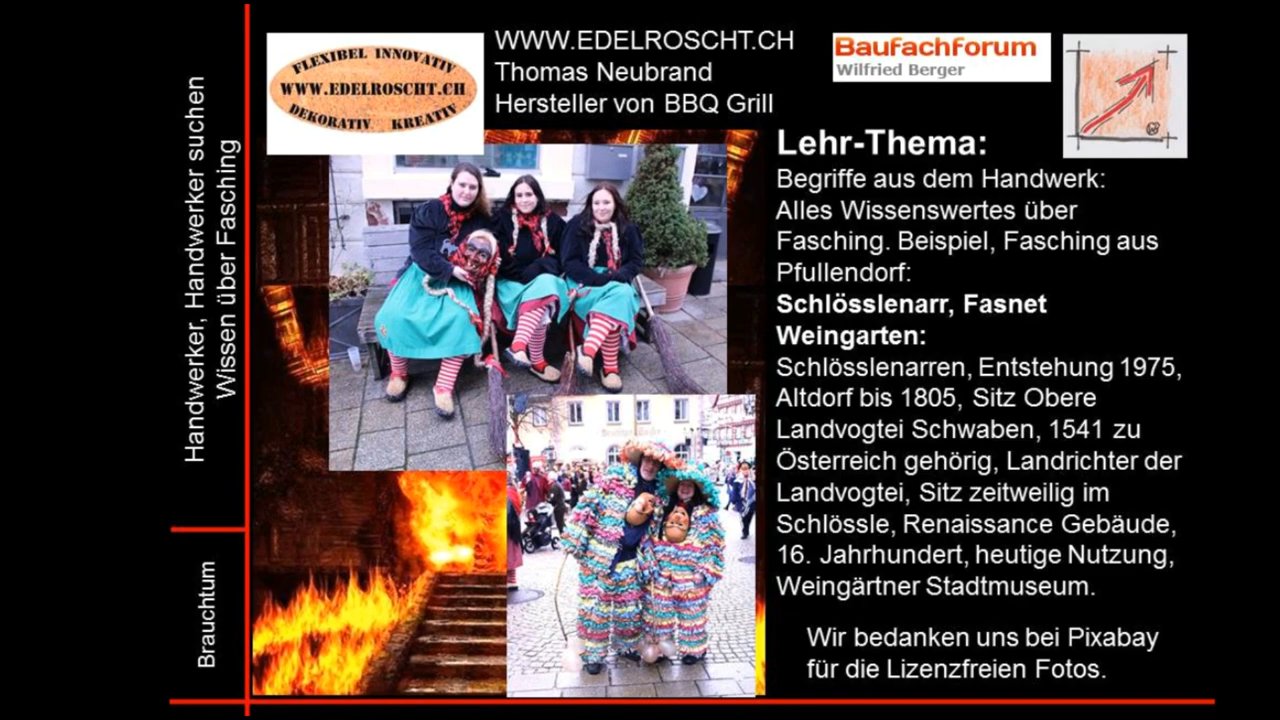 Handwerker, Handwerker suchen
Wissen über Fasching
Brauchtum
FLEXIBEL INNOVATIV
WWW.EDELROSCHT.CH
DEKORATIV KREATIV
WWW.EDELROSCHT.CH
Thomas Neubrand
Hersteller von BBQ Grill
BaufachForum
Wilfried Berger
Lehr-Thema:
Begriffe aus dem Handwerk:
Alles Wissenswertes über
Fasching. Beispiel, Fasching aus
Pfullendorf:
Schlösslenarr, Fasnet
Weingarten:
Schlösslenarren, Entstehung 1975,
Altdorf bis 1805, Sitz Obere
Landvogtei Schwaben, 1541 zu
Österreich gehörig, Landrichter der
Landvogtei, Sitz zeitweilig im
Schlössle, Renaissance Gebäude,
16. Jahrhundert, heutige Nutzung,
Weingärtner Stadtmuseum.
Wir bedanken uns bei Pixabay
für die Lizenzfreien Fotos.